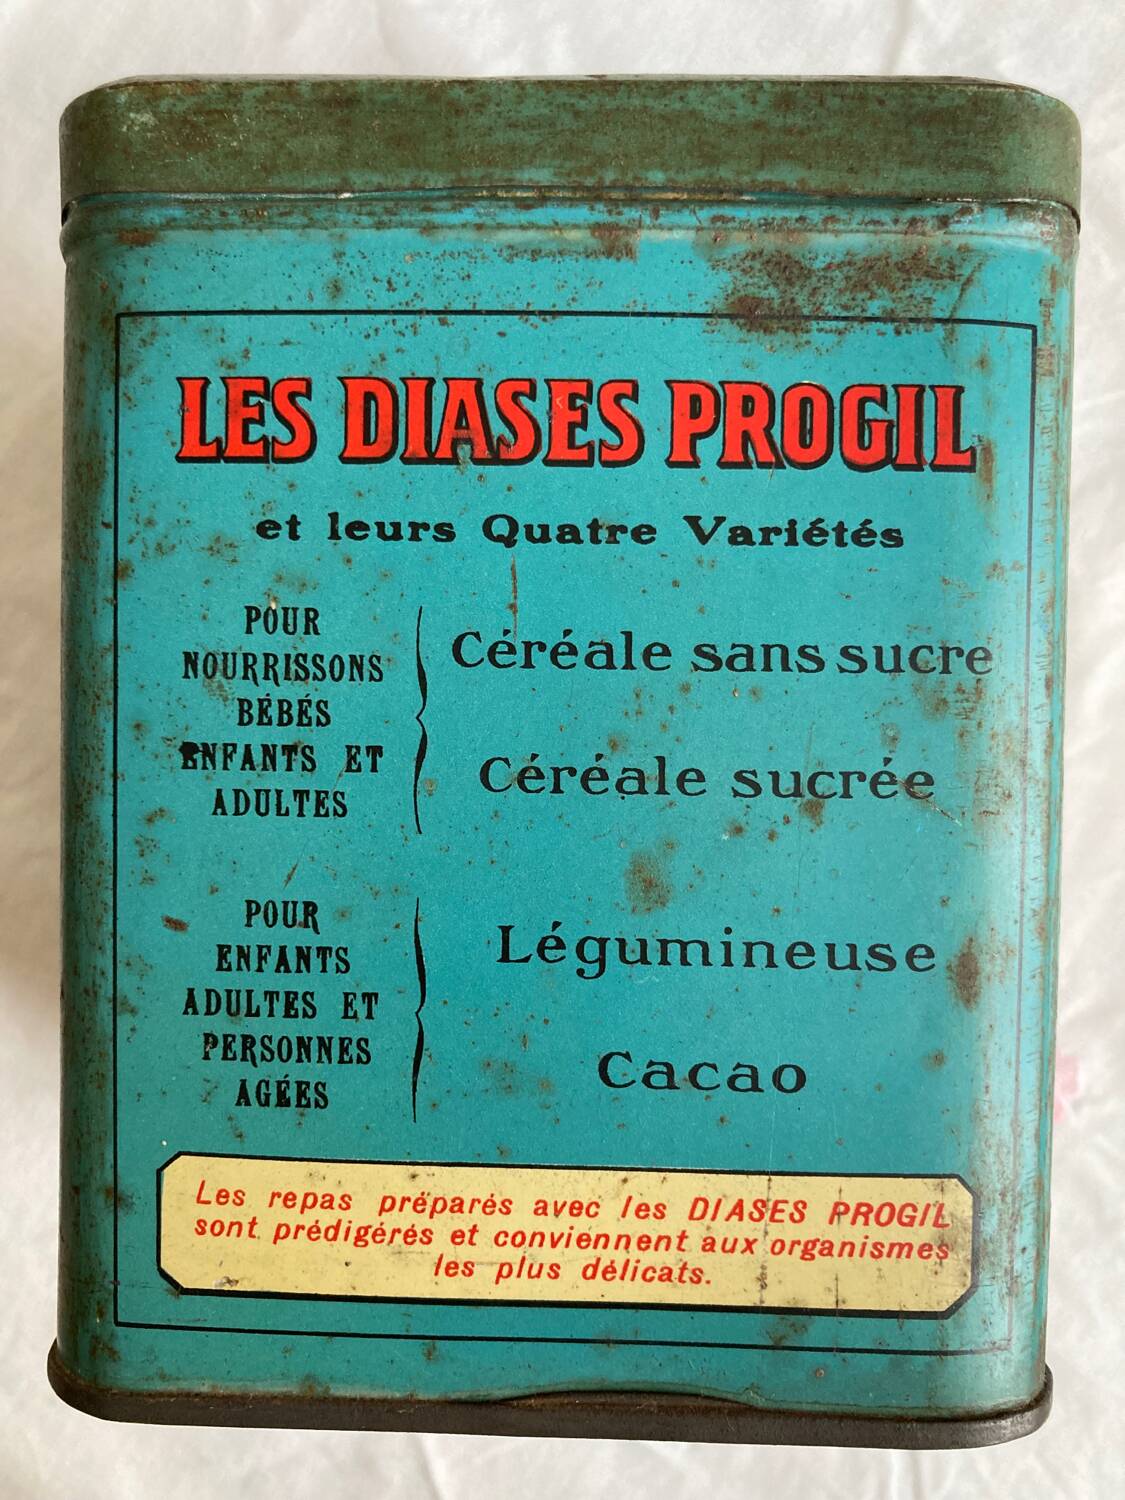 LES DIASES PROGIL
et leurs Quatre Variétés
POUR
NOURRISSONS
BÉBÉS
ENFANTS ET
ADULTES
Céréale sans sucre
Céréale sucrée
POUR
ENFANTS
ADULTES ET
PERSONNES
AGÉES
Légumineuse
Cacao
Les repas préparés avec les DIASES PROGIL
sont prédigérés et conviennent aux organismes
les plus délicats.